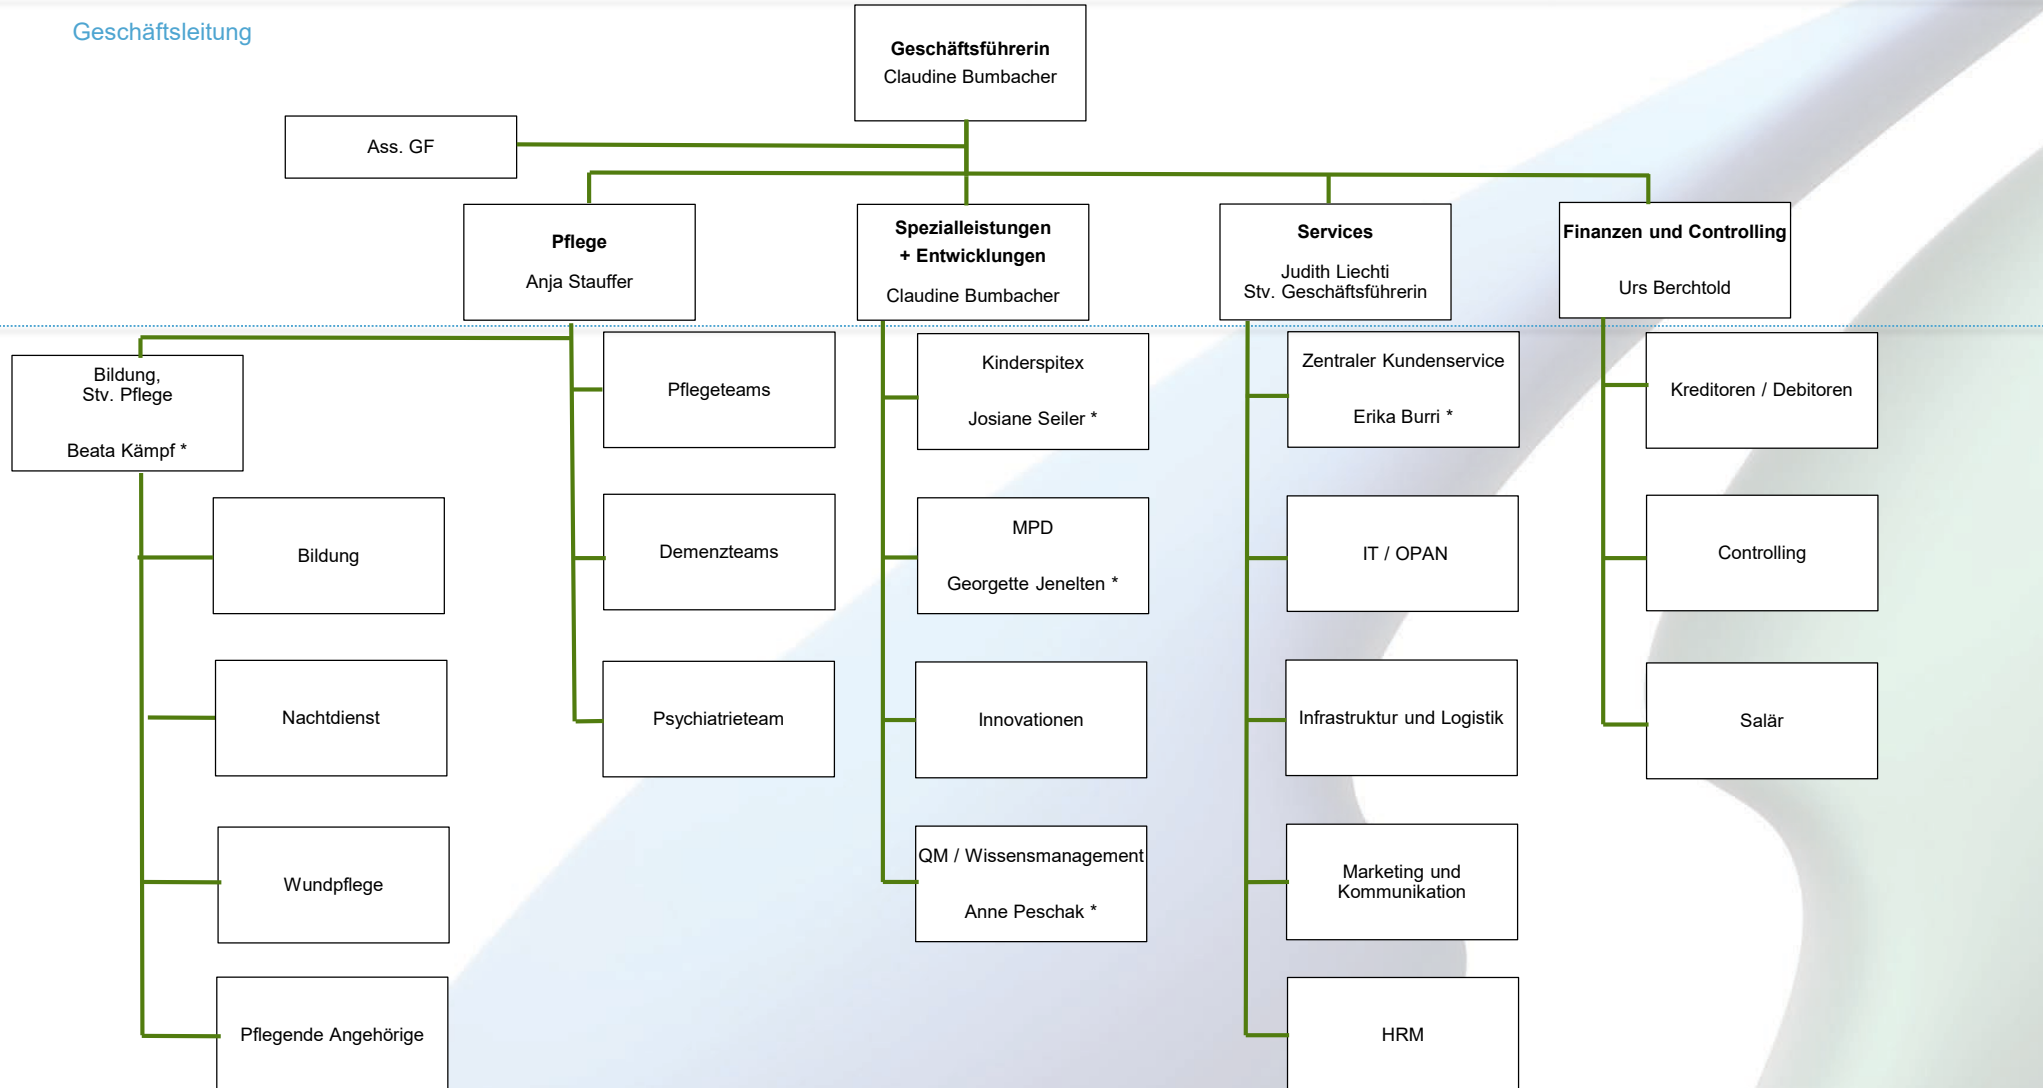 Geschäftsleitung
Geschäftsführerin
Claudine Bumbacher
Ass. GF
Pflege
Anja Stauffer
Spezialleistungen
+ Entwicklungen
Claudine Bumbacher
Services
Judith Liechti
Stv. Geschäftsführerin
Finanzen und Controlling
Urs Berchtold
Bildung,
Stv. Pflege
Beata Kämpf *
Bildung
Nachtdienst
Wundpflege
Pflegende Angehörige
Pflegeteams
Demenzteams
Psychiatrieteam
Kinderspitex
Josiane Seiler *
MPD
Georgette Jenelten *
Innovationen
QM / Wissensmanagement
Anne Peschak *
Zentraler Kundenservice
Erika Burri *
IT / OPAN
Infrastruktur und Logistik
Marketing und
Kommunikation
HRM
Kreditoren / Debitoren
Controlling
Salär